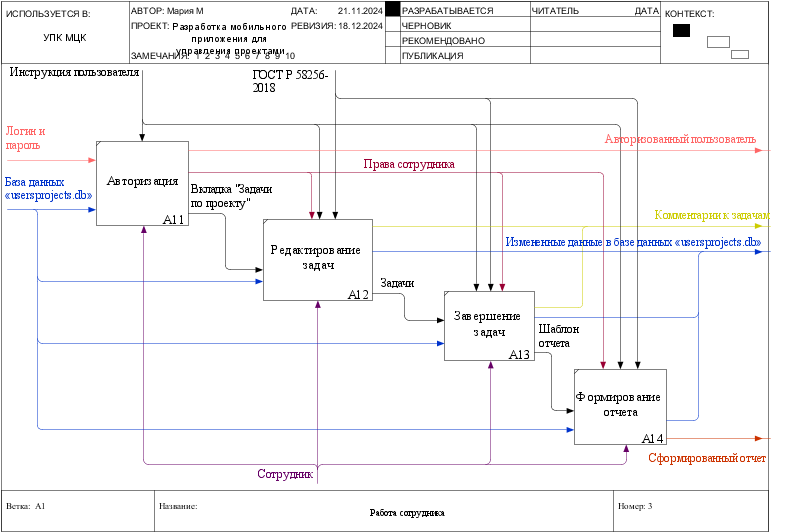 ИСПОЛЬЗУЕТСЯ В:
УПК МЦК
АВТОР: Мария М
ДАТА: 21.11.2024
ПРОЕКТ: Разработка мобильного
приложения для
управления проектами
РЕВИЗИЯ: 18.12.2024
ЗАМЕЧАНИЯ: 1 2 3 4 5 6 7 8 9 10
РАЗРАБАТЫВАЕТСЯ
ЧЕРНОВИК
РЕКОМЕНДОВАНО
ПУБЛИКАЦИЯ
ЧИТАТЕЛЬ ДАТА
КОНТЕКСТ:
Инструкция пользователя
ГОСТ Р 58256-
2018
Логин и
пароль
Авторизованный пользователь
Права сотрудника
База данных
«usersprojects.db»
Авторизация
A11
Вкладка "Задачи
по проекту"
Комментарии к задачам
Измененные данные в базе данных «usersprojects.db»
Редактирование
задач
A12
Задачи
Завершение
задач
A13
Шаблон
отчета
Формирование
отчета
A14
Сформированный отчет
Сотрудник
Ветка: A1
Название:
Работа сотрудника
Номер: 3